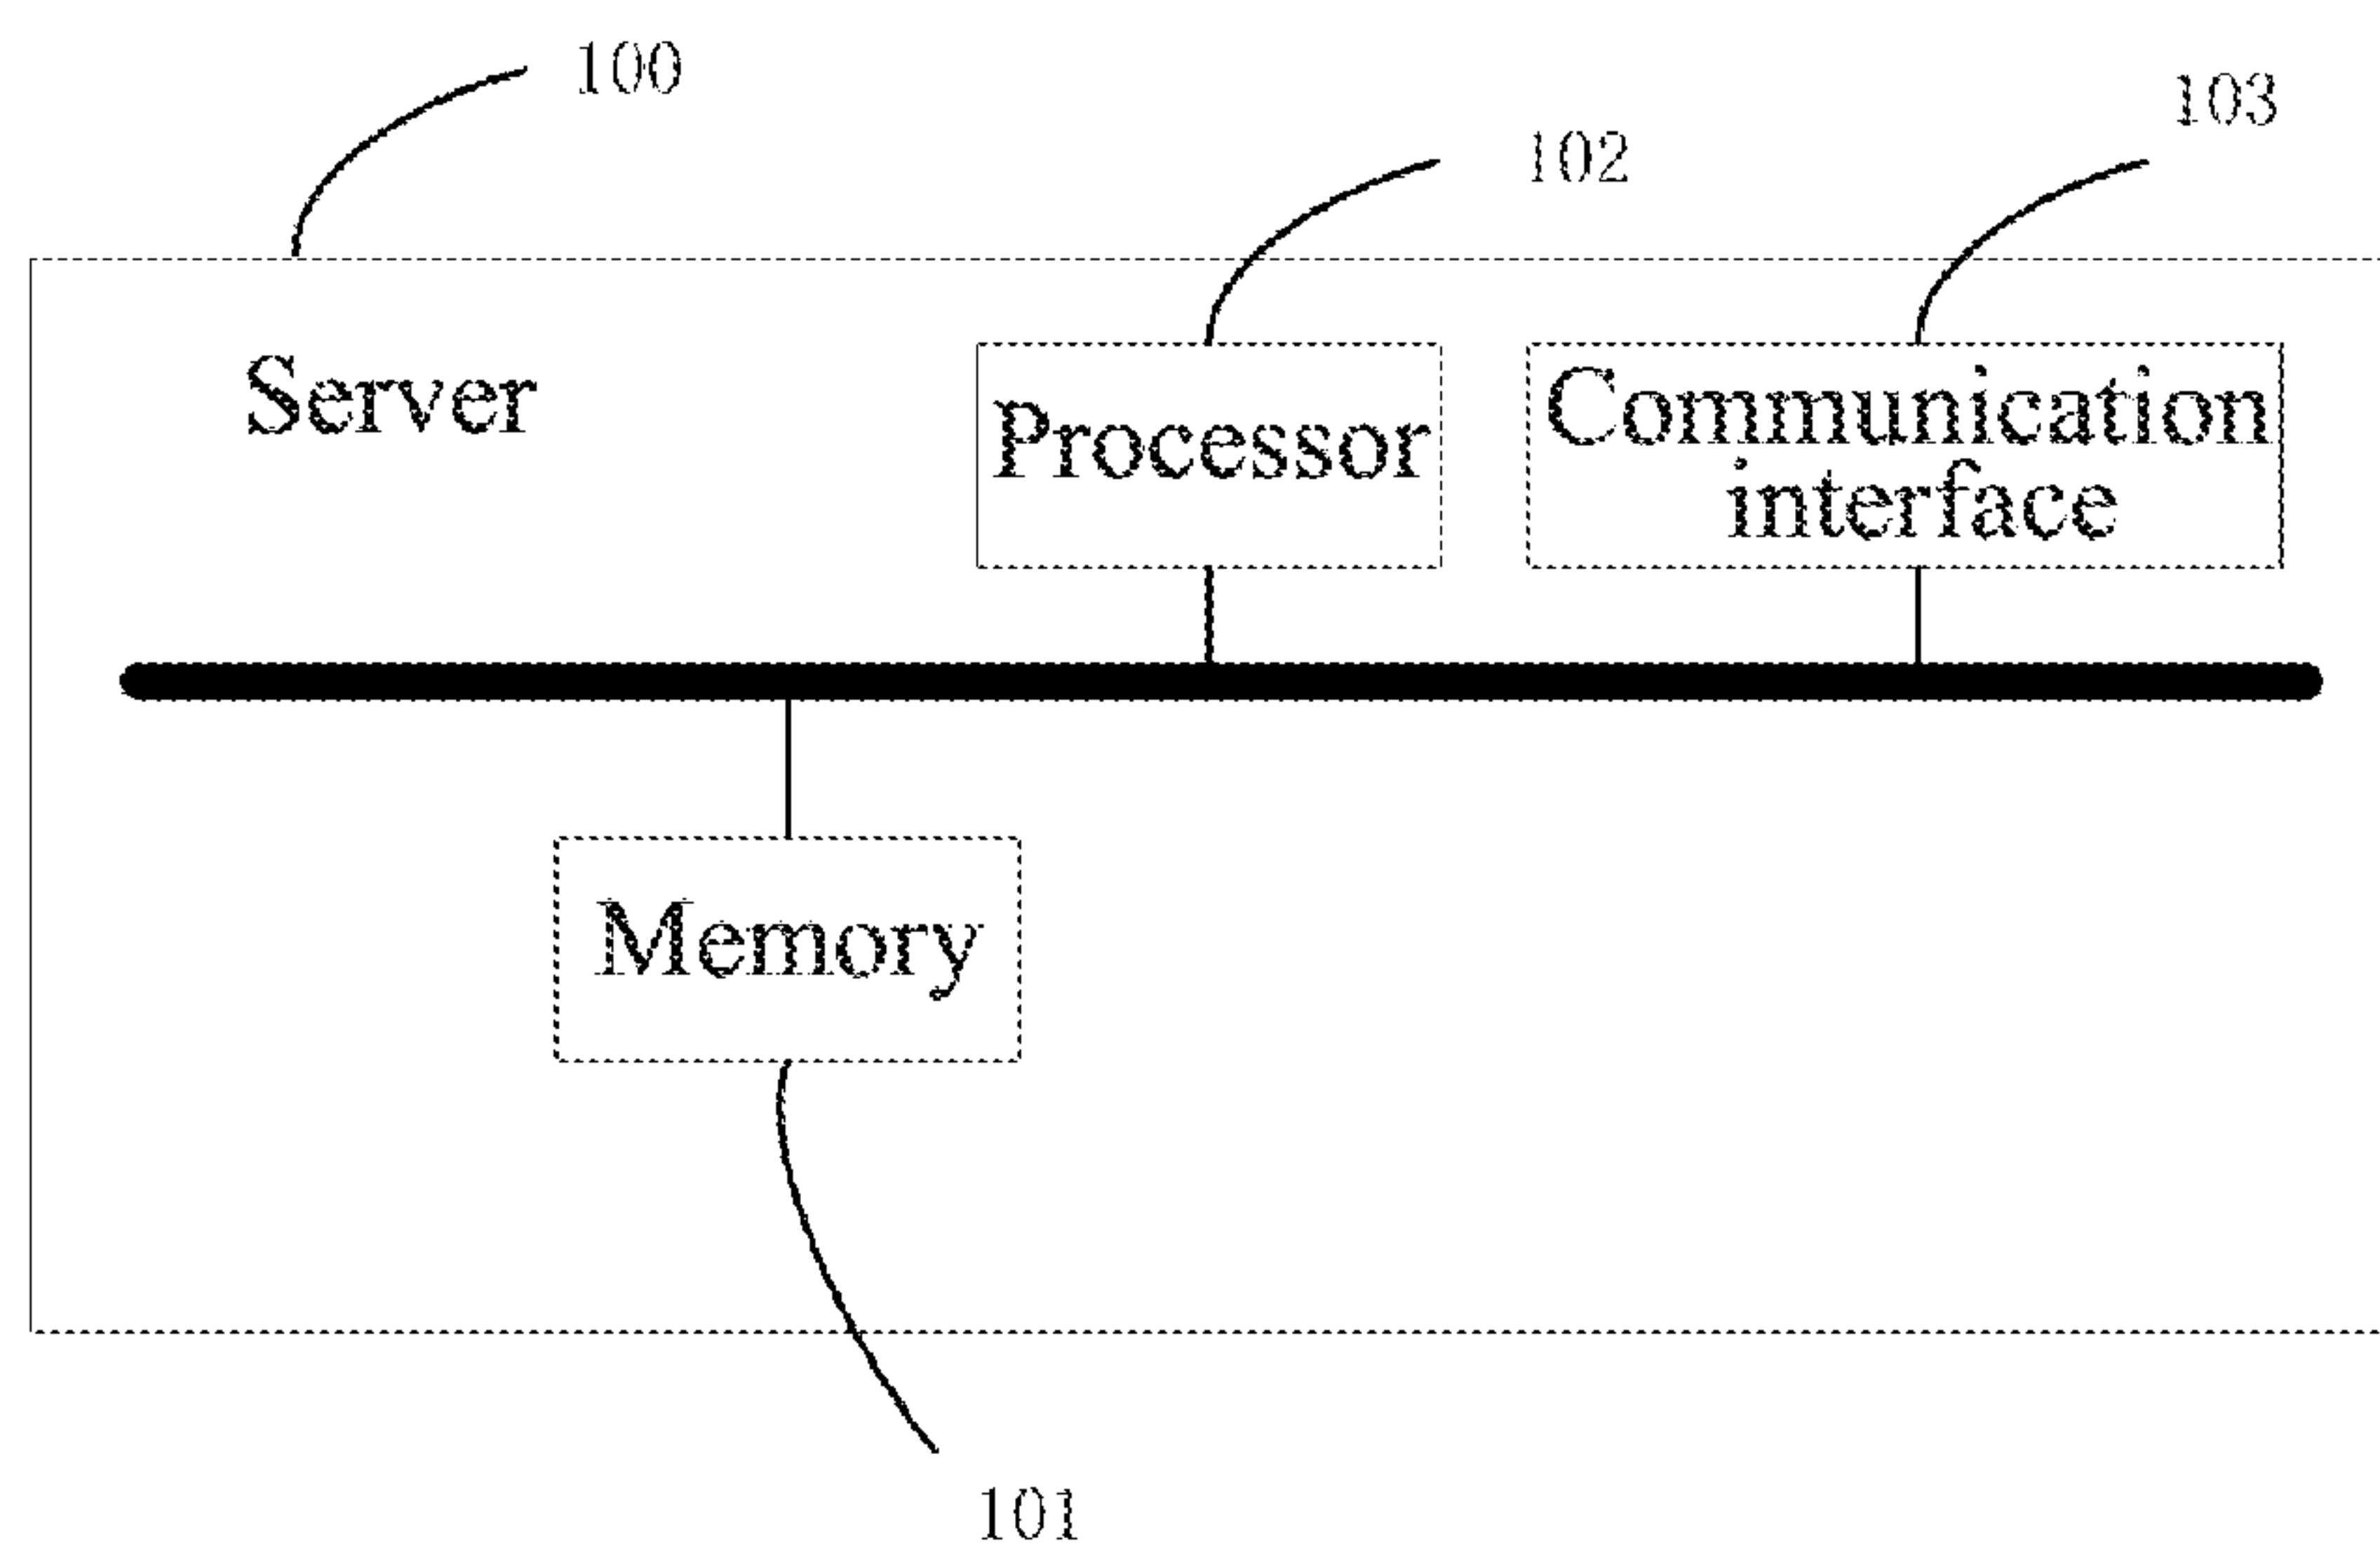 100
102
103
Server
Processor
Communication
interface
Memory
101